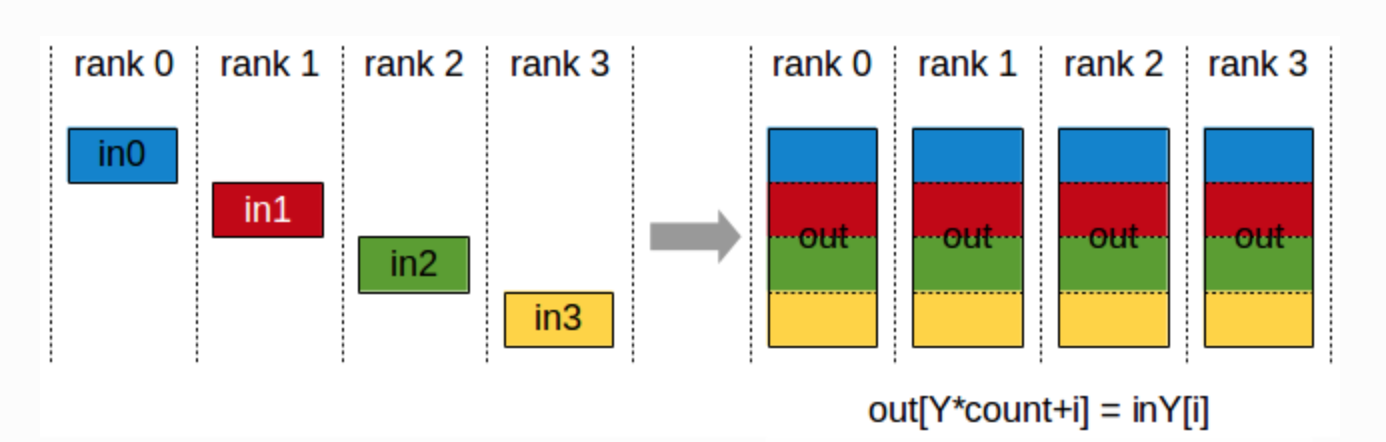 rank 0 rank 1 rank 2 rank 3 rank 0 rank 1 rank 2 rank 3
in0
in1
out out out out
in2
in3
out[Y*count+i] = inY[i]